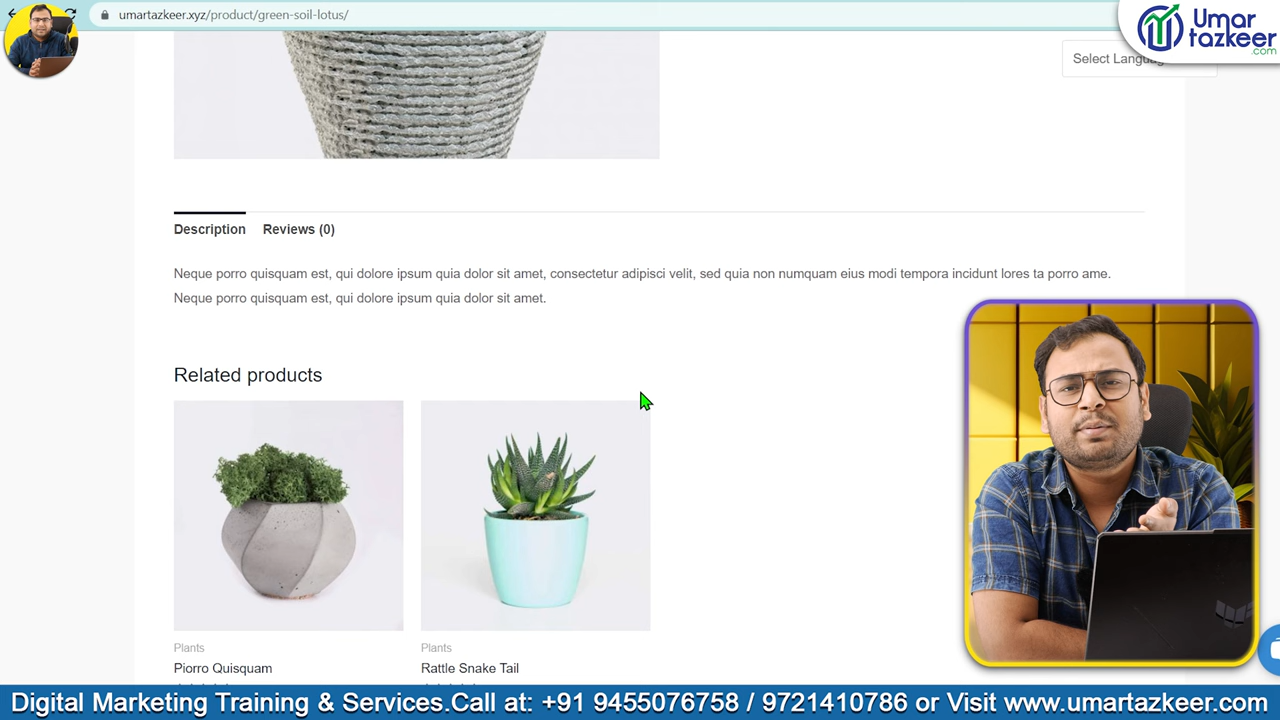 umartazkeer.xyz/product/green-soil-lotus/
Umar
tazkeer
.com
Select Language
Description
Reviews (0)
Neque porro quisquam est, qui dolore ipsum quia dolor sit amet, consectetur adipisci velit, sed quia non numquam eius modi tempora incidunt lores ta porro ame.
Neque porro quisquam est, qui dolore ipsum quia dolor sit amet.
Related products
Plants
Piorro Quisquam
Plants
Rattle Snake Tail
Digital Marketing Training & Services.Call at: +91 9455076758 / 9721410786 or Visit www.umartazkeer.com